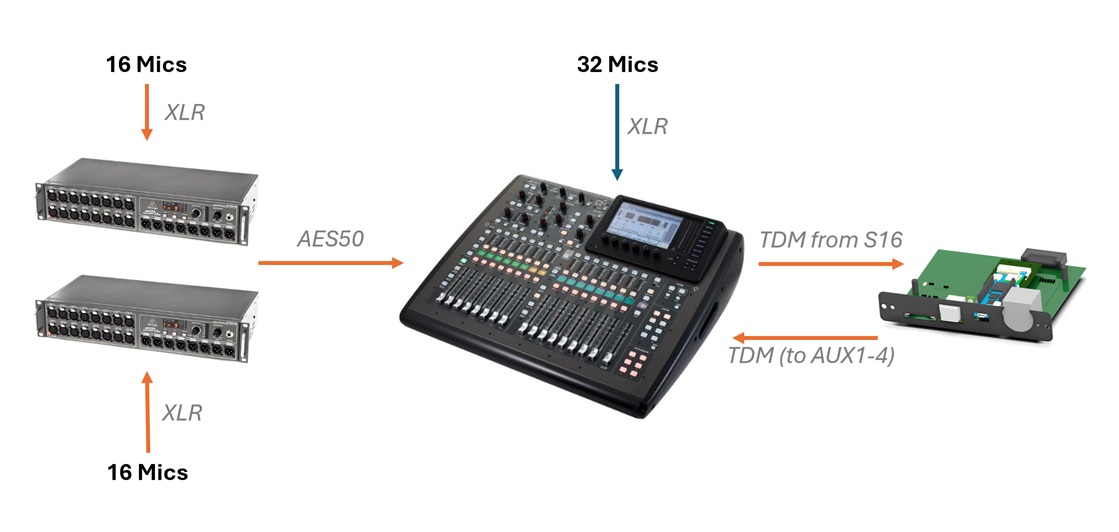 16 Mics
32 Mics
XLR
XLR
AES50
TDM from S16
TDM (to AUX1-4)
XLR
16 Mics